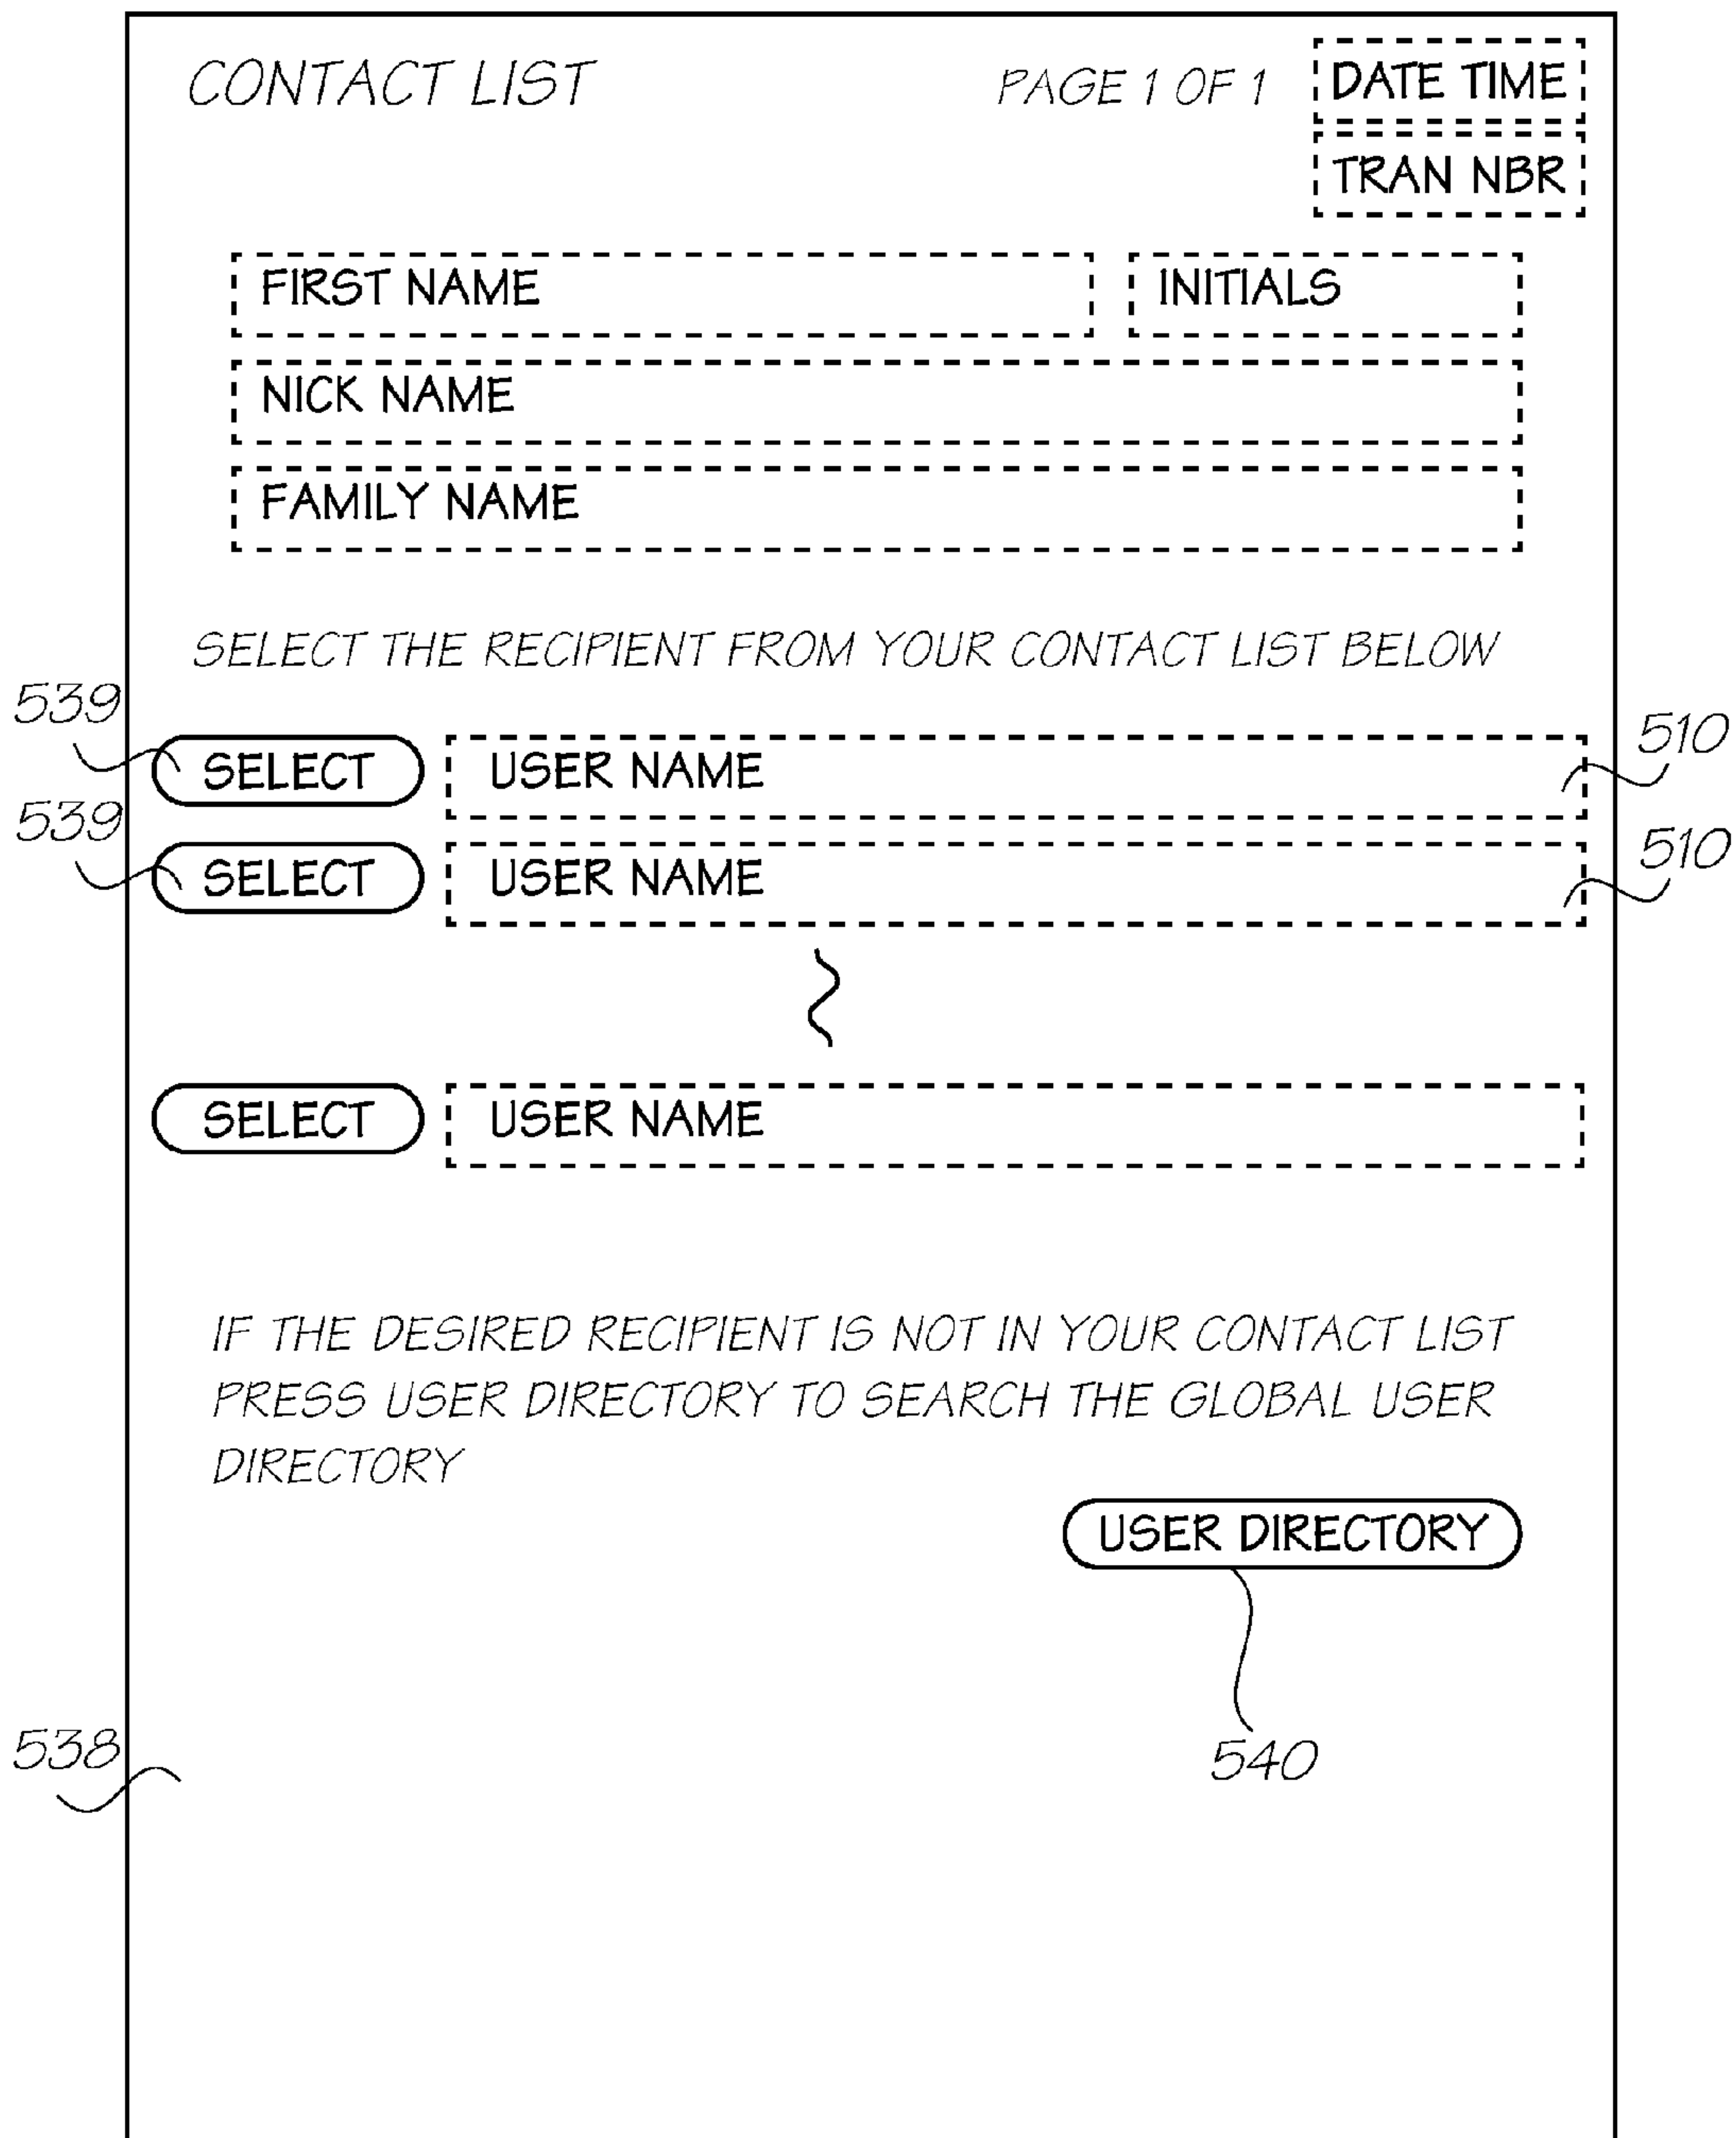 CONTACT LIST PAGE 1 OF 1 DATE TIME
TRAN NBR
FIRST NAME INITIALS
NICK NAME
FAMILY NAME
SELECT THE RECIPIENT FROM YOUR CONTACT LIST BELOW
539
SELECT USER NAME 510
539
SELECT USER NAME 510
SELECT USER NAME
IF THE DESIRED RECIPIENT IS NOT IN YOUR CONTACT LIST
PRESS USER DIRECTORY TO SEARCH THE GLOBAL USER
DIRECTORY
USER DIRECTORY
538
540